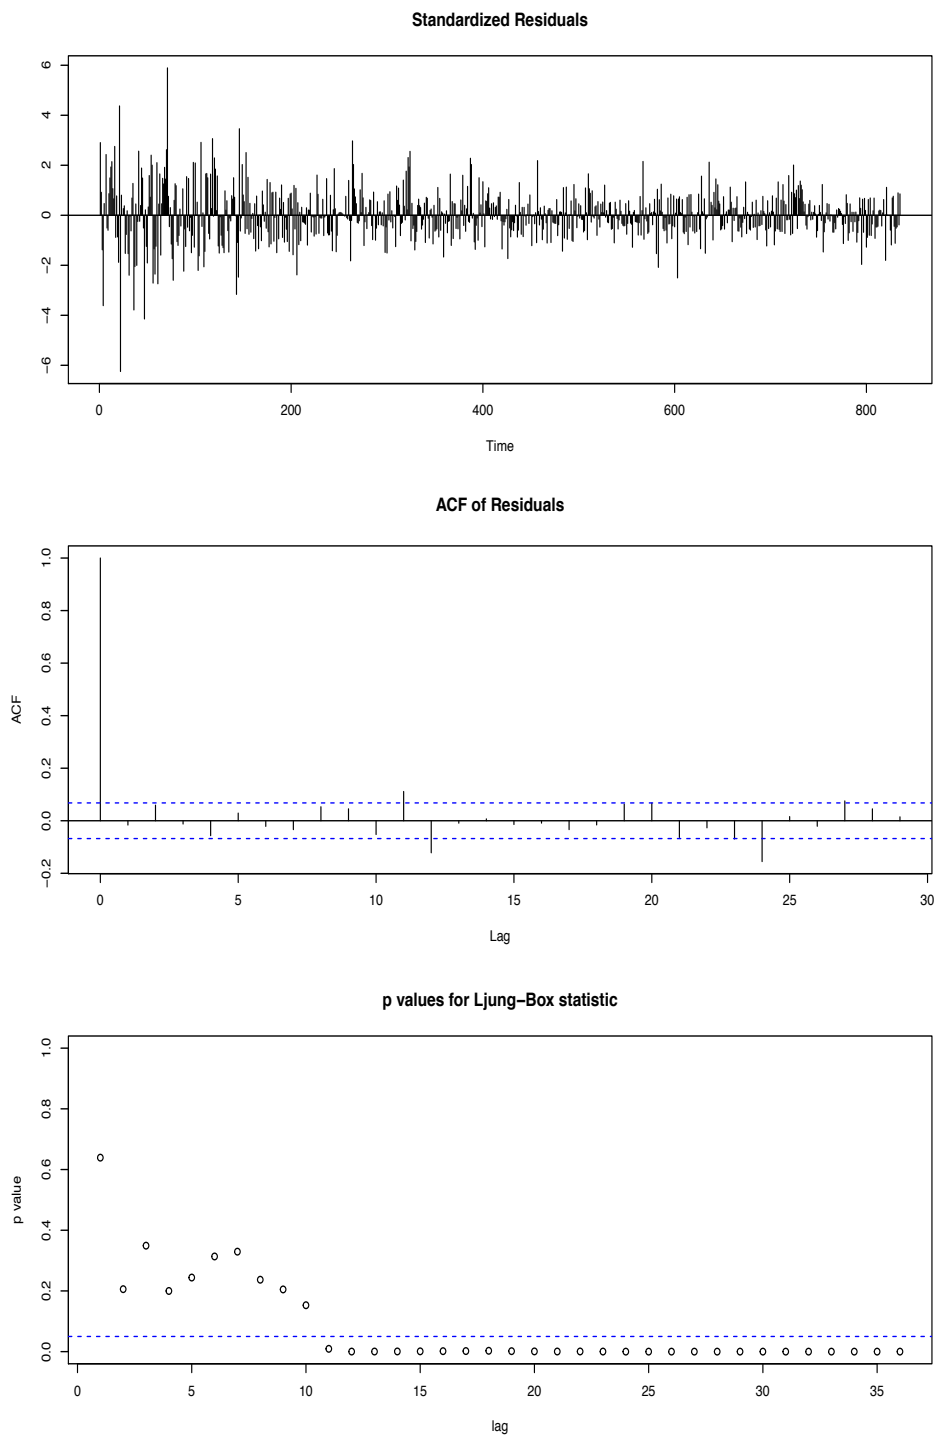 Standardized Residuals
6
4
2
0
−2
−4
−6
0 200 400 600 800
Time
ACF of Residuals
1.0
0.8
0.6
0.4
0.2
0.0
−0.2
ACF
0 5 10 15 20 25 30
Lag
p values for Ljung−Box statistic
1.0
0.8
0.6
0.4
0.2
0.0
p value
0 5 10 15 20 25 30 35
lag